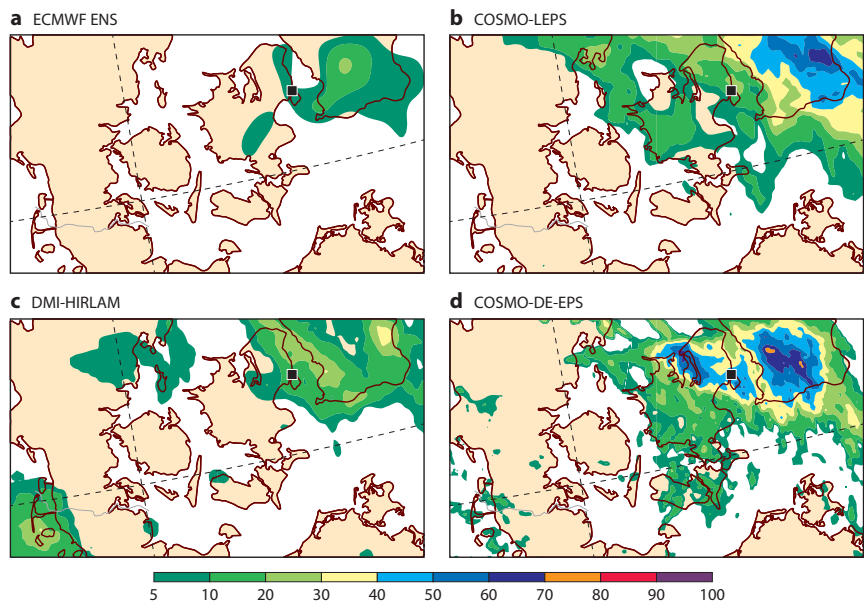 a ECMWF ENS
b COSMO-LEPS
c DMI-HIRLAM
d COSMO-DE-EPS
5 10 20 30 40 50 60 70 80 90 100